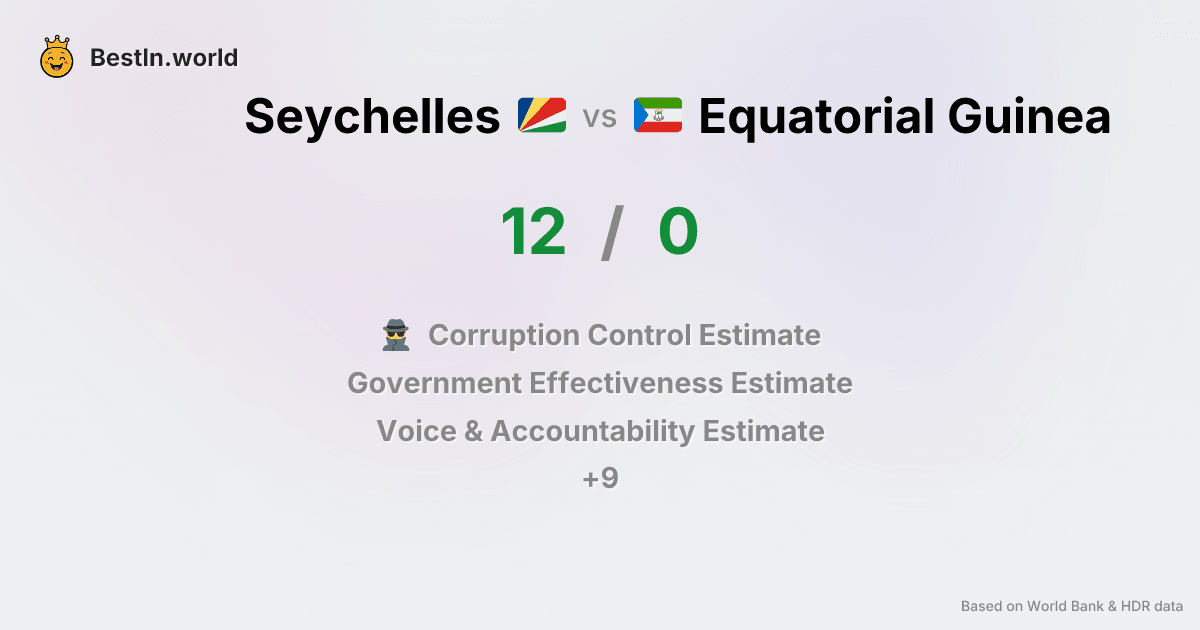 BestIn.world
Seychelles vs Equatorial Guinea
12 / 0
Corruption Control Estimate
Government Effectiveness Estimate
Voice & Accountability Estimate
+9
Based on World Bank & HDR data